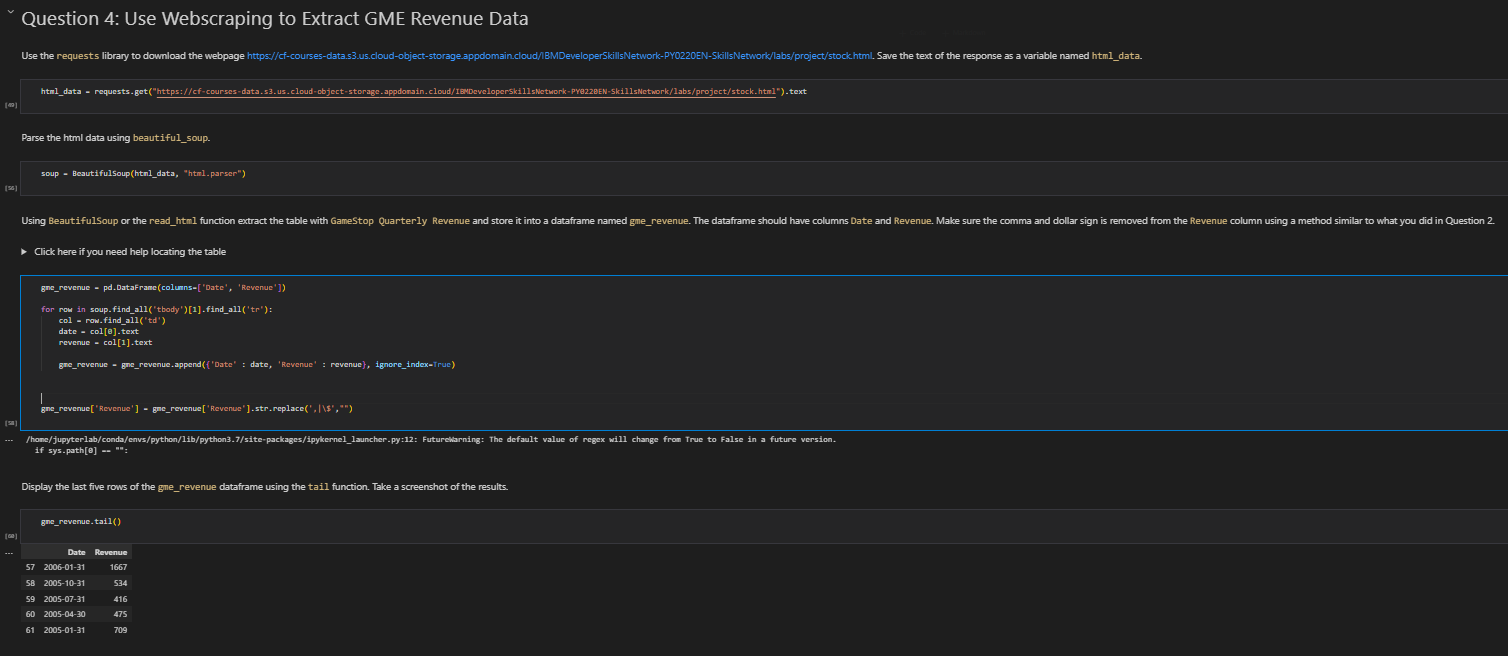 Question 4: Use Webscraping to Extract GME Revenue Data
Use the requests library to download the webpage https://cf-courses-data.s3.us.cloud-object-storage.appdomain.cloud/IBMDeveloperSkillsNetwork-PY0220EN-SkillsNetwork/labs/project/stock.html. Save the text of the response as a variable named html_data.
html_data = requests.get("https://cf-courses-data.s3.us.cloud-object-storage.appdomain.cloud/IBMDeveloperSkillsNetwork-PY0220EN-SkillsNetwork/labs/project/stock.html").text
[49]
Parse the html data using beautiful_soup.
soup = BeautifulSoup(html_data, "html.parser")
[56]
Using BeautifulSoup or the read_html function extract the table with GameStop Quarterly Revenue and store it into a dataframe named gme_revenue. The dataframe should have columns Date and Revenue. Make sure the comma and dollar sign is removed from the Revenue column using a method similar to what you did in Question 2.
Click here if you need help locating the table
gme_revenue = pd.DataFrame(columns=['Date', 'Revenue'])
for row in soup.find_all('tbody')[1].find_all('tr'):
col = row.find_all('td')
date = col[0].text
revenue = col[1].text
gme_revenue = gme_revenue.append({'Date' : date, 'Revenue' : revenue}, ignore_index=True)
gme_revenue['Revenue'] = gme_revenue['Revenue'].str.replace(',|\$',"")
[58]
... /home/jupyterlab/conda/envs/python/lib/python3.7/site-packages/ipykernel_launcher.py:12: FutureWarning: The default value of regex will change from True to False in a future version.
if sys.path[0] == "":
Display the last five rows of the gme_revenue dataframe using the tail function. Take a screenshot of the results.
gme_revenue.tail()
[60]
... Date Revenue
57 2006-01-31 1667
58 2005-10-31 534
59 2005-07-31 416
60 2005-04-30 475
61 2005-01-31 709